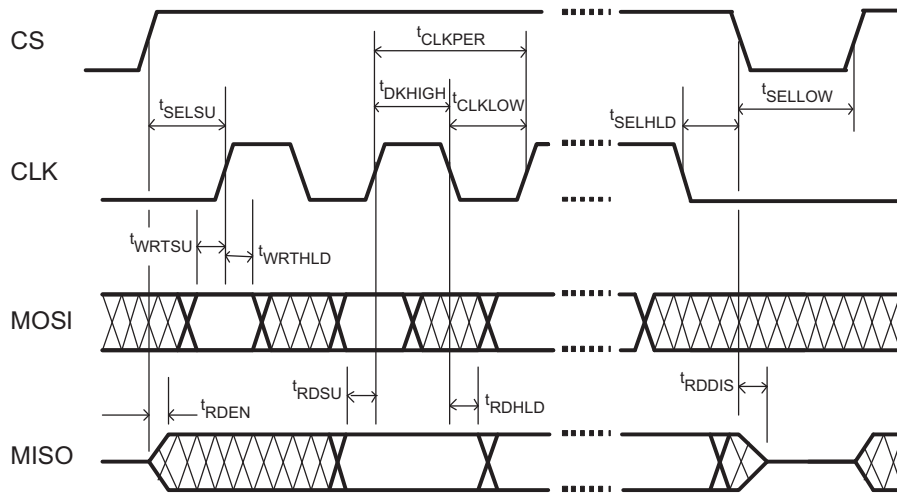 CS
tCLKPER
tDKHIGH
tCLKLOW
tSELSU
tSELHLD
tSELLOW
CLK
tWRTSU
tWRTHLD
MOSI
tRDSU
tRDHLD
tRDDIS
tRDEN
MISO